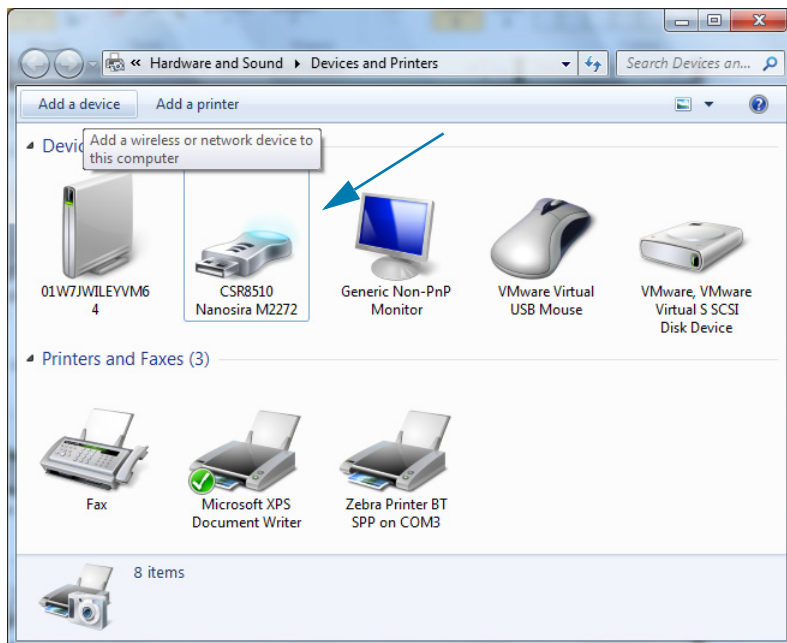 « Hardware and Sound ▸ Devices and Printers
Search Devices an...
Add a device Add a printer
Add a wireless or network device to
this computer
Devic
01W7JWILEYVM6
4
CSR8510
Nanosira M2272
Generic Non-PnP
Monitor
VMware Virtual
USB Mouse
VMware, VMware
Virtual S SCSI
Disk Device
Printers and Faxes (3)
Fax
Microsoft XPS
Document Writer
Zebra Printer BT
SPP on COM3
8 items